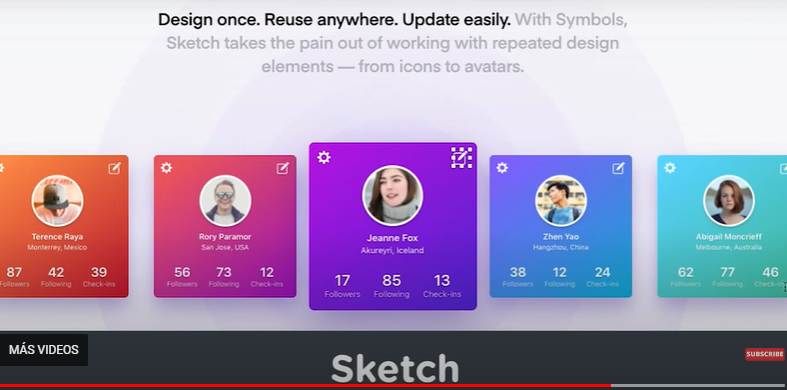 Design once. Reuse anywhere. Update easily. With Symbols,
Sketch takes the pain out of working with repeated design
elements — from icons to avatars.
Terence Raya
Monterrey, Mexico
87 42 39
Followers Following Check-ins
Rory Paramor
San Jose, USA
56 73 12
Followers Following Check-ins
Jeanne Fox
Akureyri, Iceland
17 85 13
Followers Following Check-ins
Zhen Yao
Hangzhou, China
38 12 24
Followers Following Check-ins
Abigail Moncrieff
Melbourne, Australia
62 77 46
Followers Following Check-ins
MÁS VIDEOS
Sketch
SUBSCRIBE